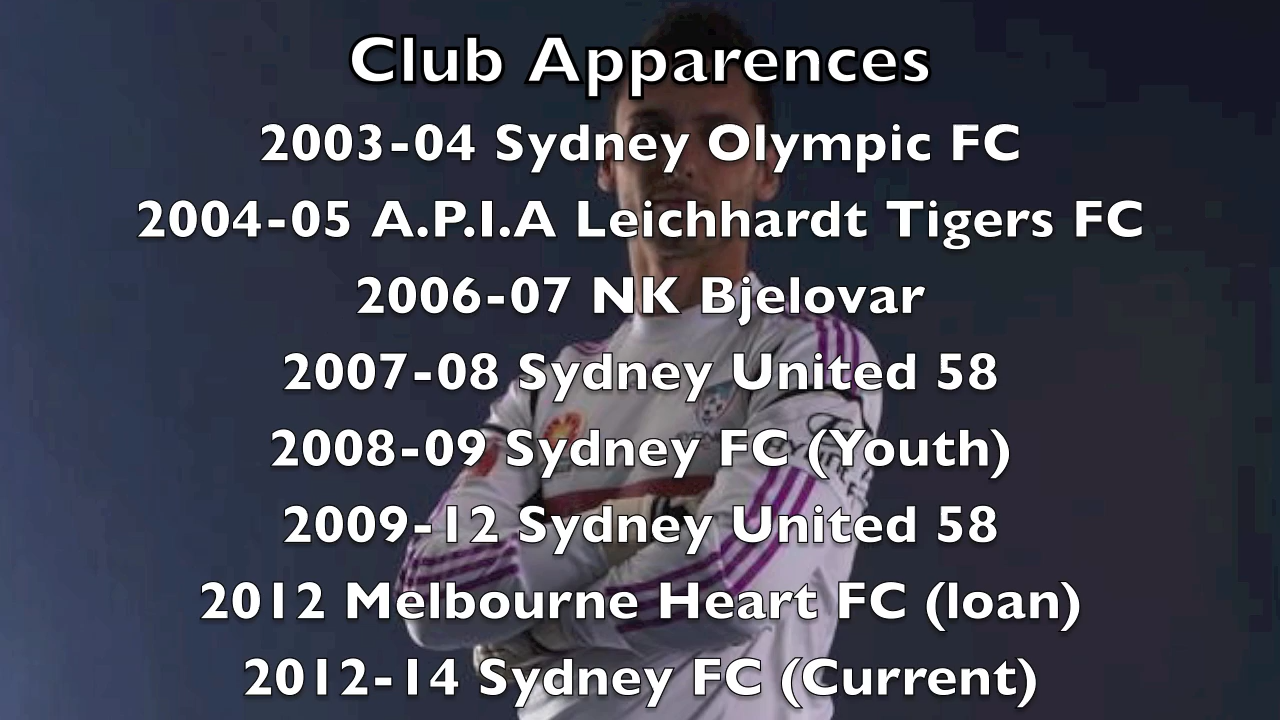 Club Apparences
2003-04 Sydney Olympic FC
2004-05 A.P.I.A Leichhardt Tigers FC
2006-07 NK Bjelovar
2007-08 Sydney United 58
2008-09 Sydney FC (Youth)
2009-12 Sydney United 58
2012 Melbourne Heart FC (loan)
2012-14 Sydney FC (Current)